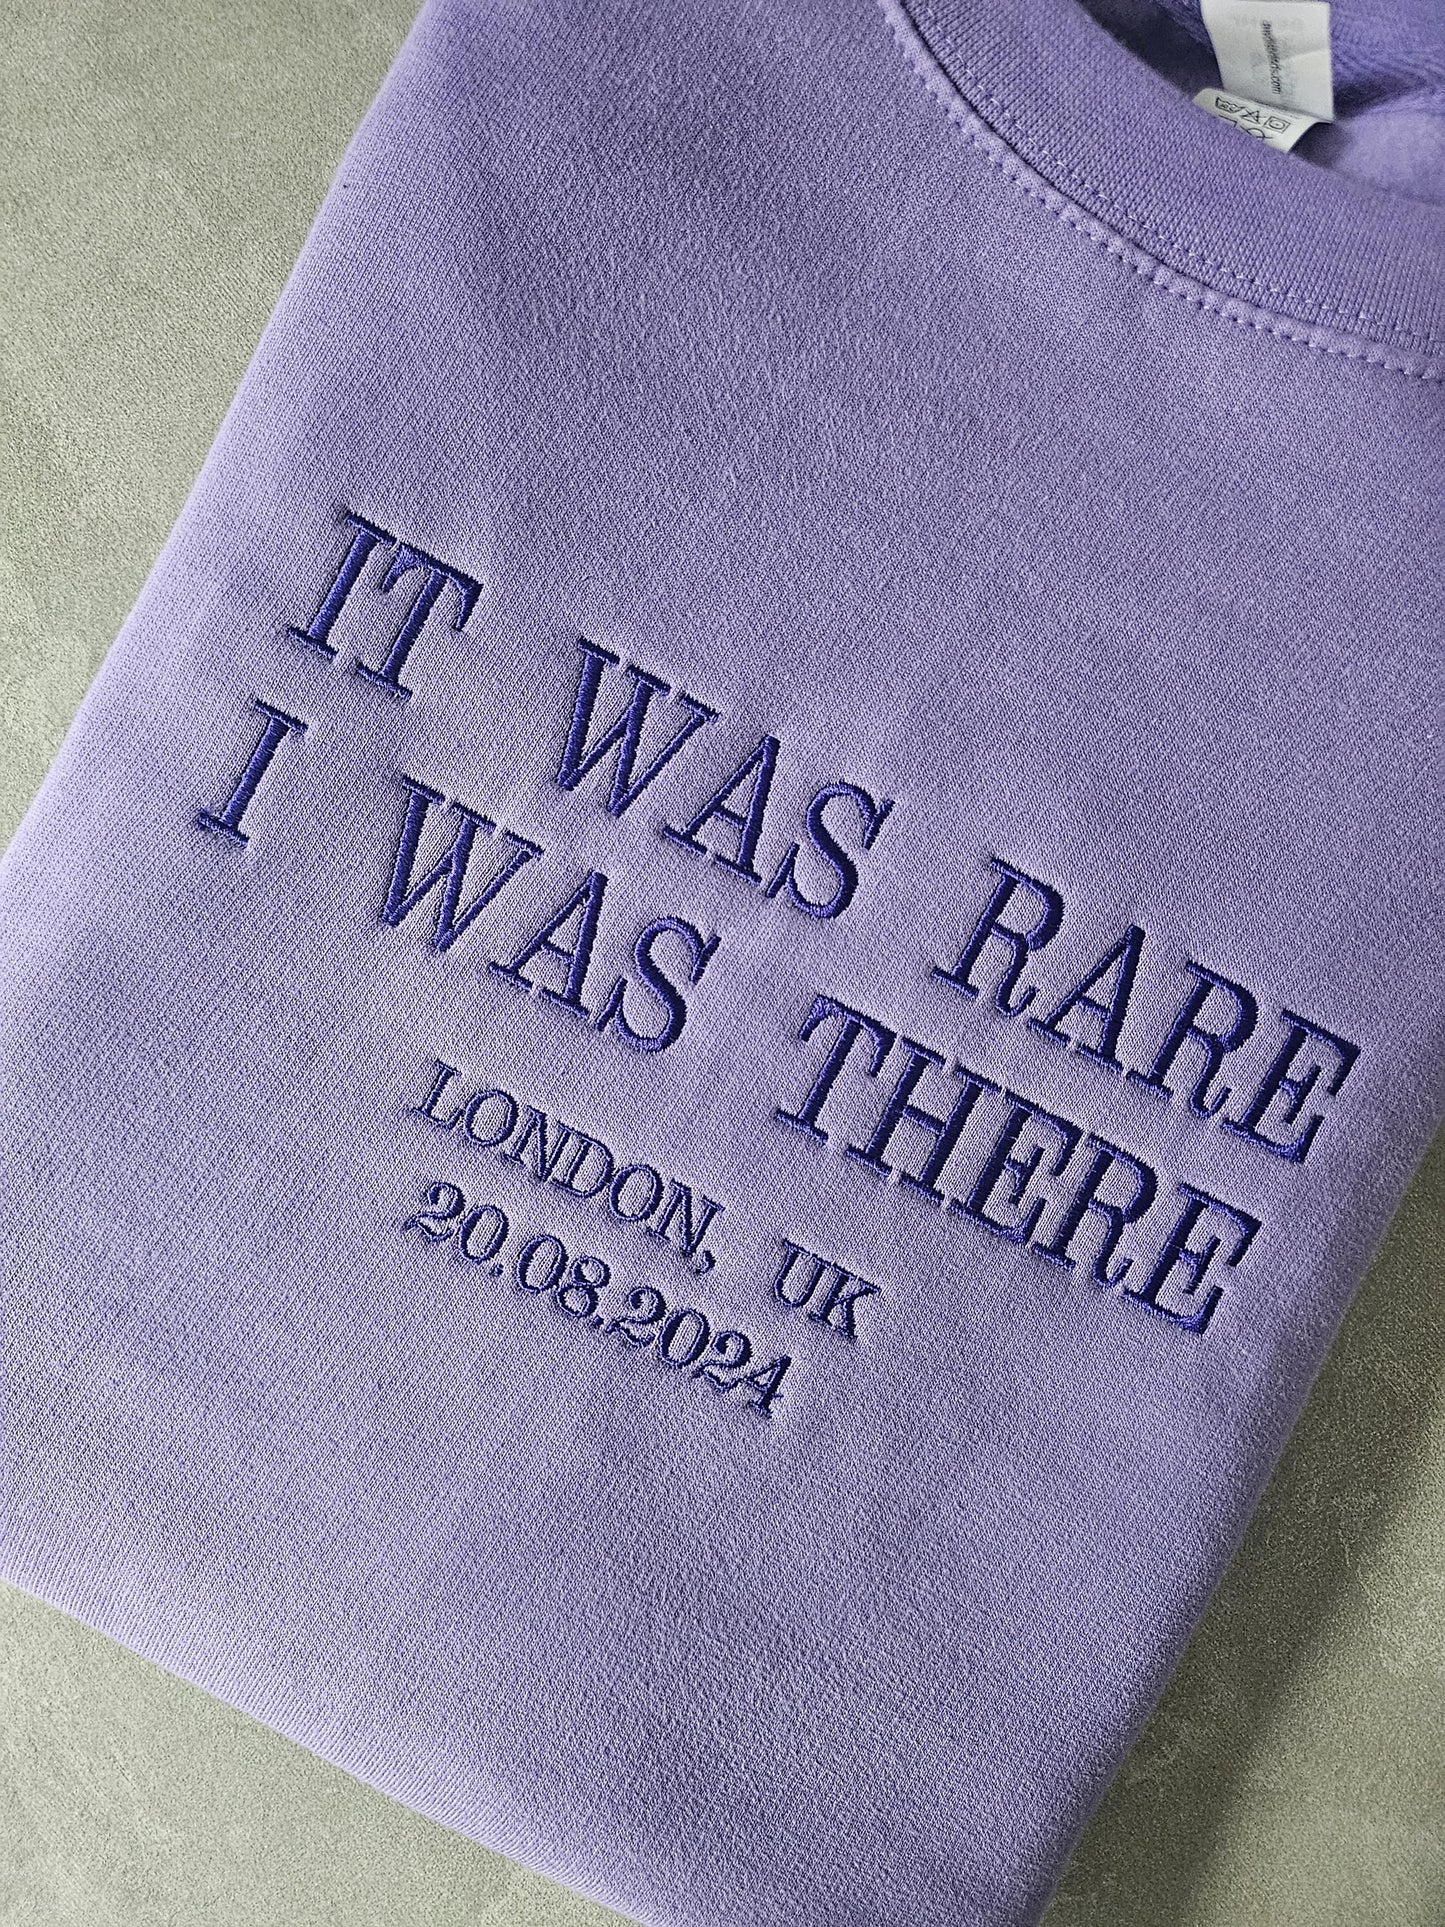 IT WAS RARE
I WAS THERE
LONDON, UK
20.08.2024